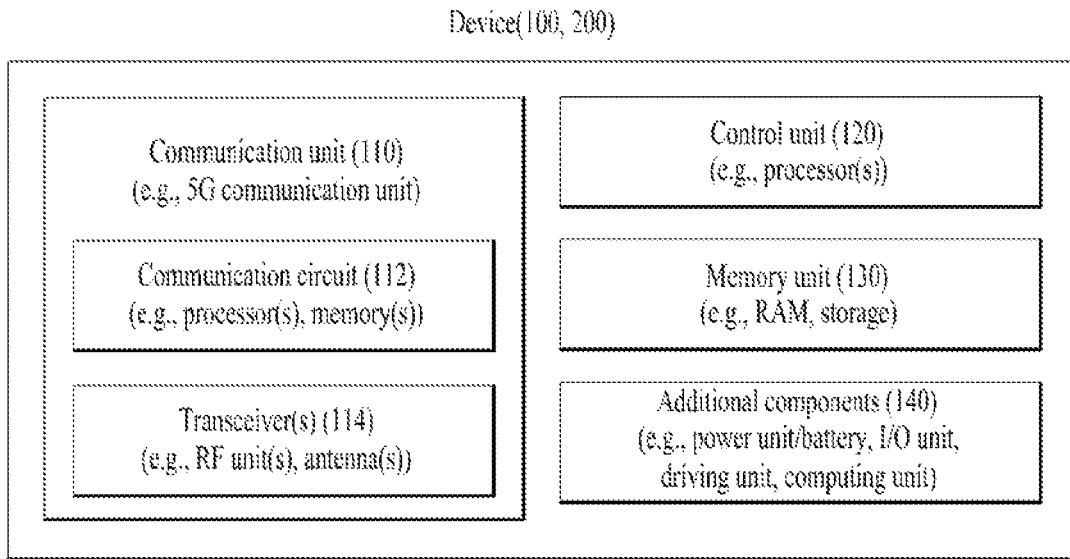 Device(100, 200)
Communication unit (110)
(e.g., 5G communication unit)
Communication circuit (112)
(e.g., processor(s), memory(s))
Transceiver(s) (114)
(e.g., RF unit(s), antenna(s))
Control unit (120)
(e.g., processor(s))
Memory unit (130)
(e.g., RAM, storage)
Additional components (140)
(e.g., power unit/battery, I/O unit,
driving unit, computing unit)